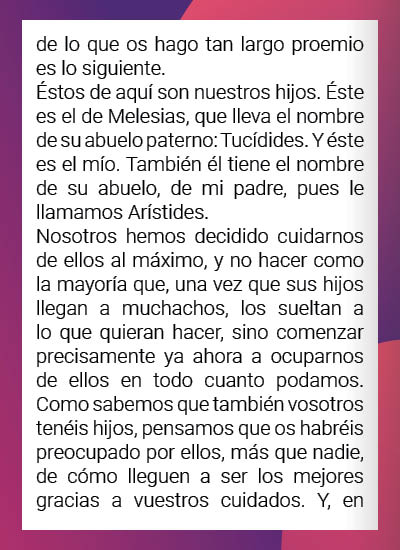 de lo que os hago tan largo proemio
es lo siguiente.
Éstos de aquí son nuestros hijos. Éste
es el de Melesias, que lleva el nombre
de su abuelo paterno: Tucídides. Y éste
es el mío. También él tiene el nombre
de su abuelo, de mi padre, pues le
llamamos Arístides.
Nosotros hemos decidido cuidarnos
de ellos al máximo, y no hacer como
la mayoría que, una vez que sus hijos
llegan a muchachos, los sueltan a
lo que quieran hacer, sino comenzar
precisamente ya ahora a ocuparnos
de ellos en todo cuanto podamos.
Como sabemos que también vosotros
tenéis hijos, pensamos que os habréis
preocupado por ellos, más que nadie,
de cómo lleguen a ser los mejores
gracias a vuestros cuidados. Y, en